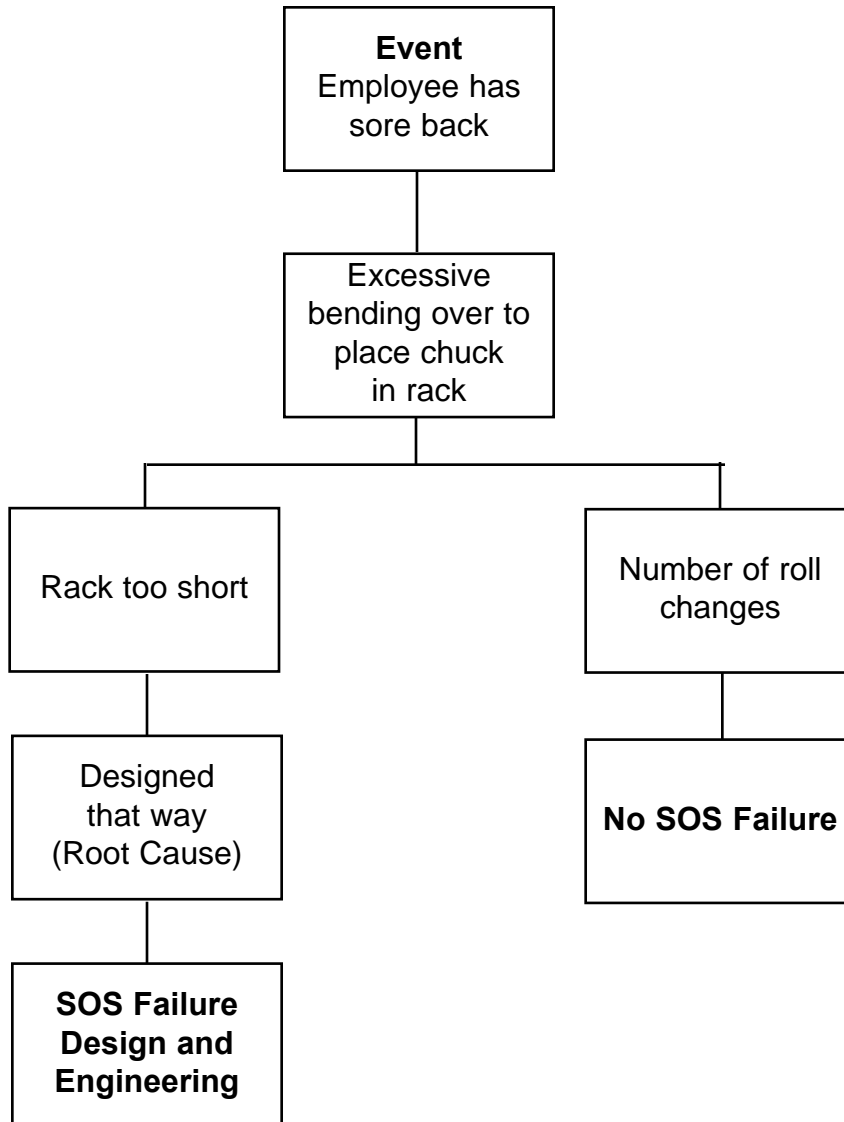 Event
Employee has
sore back
Excessive
bending over to
place chuck
in rack
Rack too short
Number of roll
changes
Designed
that way
(Root Cause)
No SOS Failure
SOS Failure
Design and
Engineering